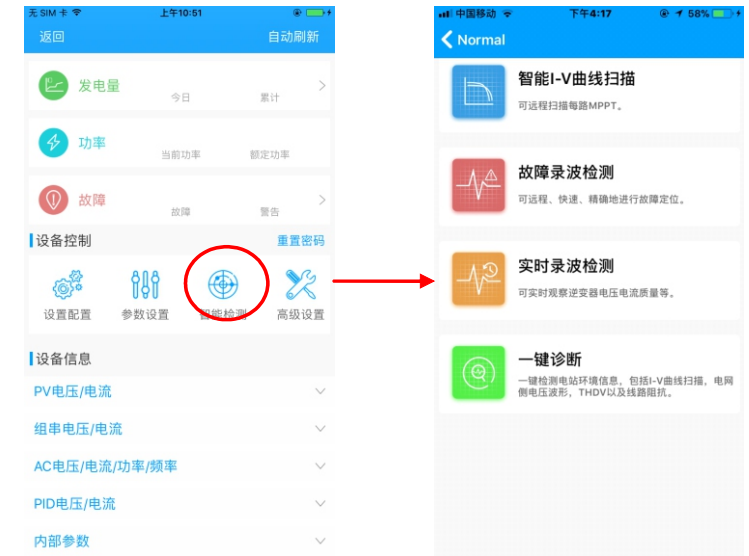 无 SIM 卡 上午10:51
返回 自动刷新
发电量
今日 累计
功率
当前功率 额定功率
故障
故障 警告
设备控制 重置密码
设置配置 参数设置 智能检测 高级设置
设备信息
PV电压/电流
组串电压/电流
AC电压/电流/功率/频率
PID电压/电流
内部参数
中国移动 下午4:17 58%
Normal
智能I-V曲线扫描
可远程扫描每路MPPT。
故障录波检测
可远程、快速、精确地进行故障定位。
实时录波检测
可实时观察逆变器电压电流质量等。
一键诊断
一键检测电站环境信息，包括I-V曲线扫描，电网
侧电压波形，THDV以及线路阻抗。